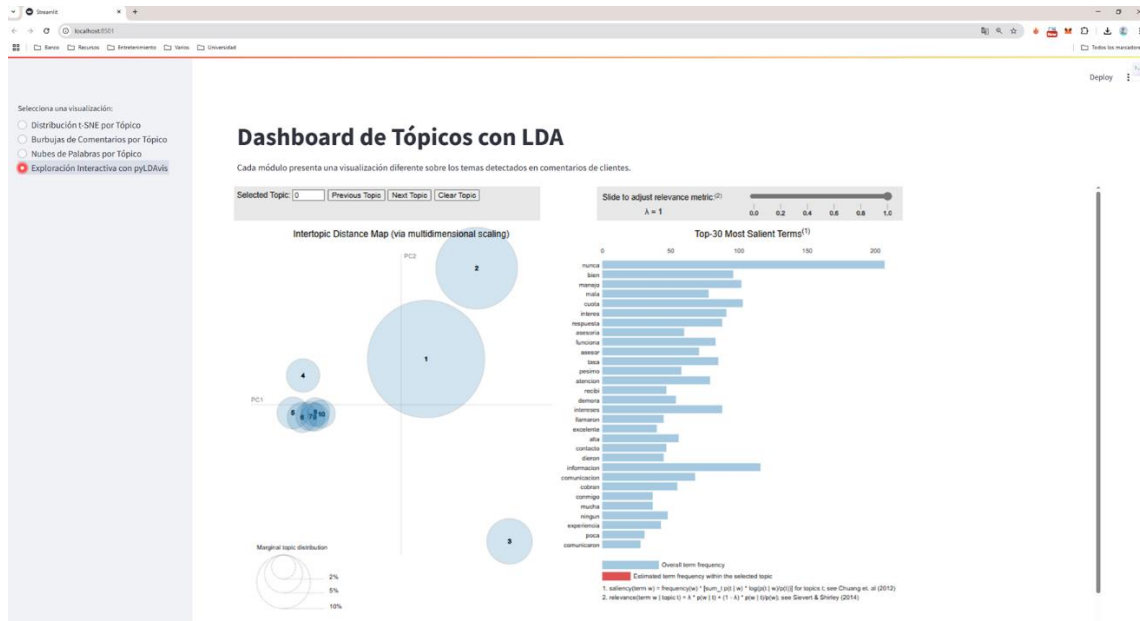 Streamlit
localhost:8501
Banco Recursos Entretenimiento Varios Universidad
Todos los marcadores
Deploy
Selecciona una visualización:
Distribución t-SNE por Tópico
Burbujas de Comentarios por Tópico
Nubes de Palabras por Tópico
Exploración Interactiva con pyLDAvis
Dashboard de Tópicos con LDA
Cada módulo presenta una visualización diferente sobre los temas detectados en comentarios de clientes.
Selected Topic: 0 Previous Topic Next Topic Clear Topic
Intertopic Distance Map (via multidimensional scaling)
PC2
2
1
4
PC1
5 6 7 10
3
Marginal topic distribution
2%
5%
10%
Slide to adjust relevance metric:(2)
λ = 1
0.0 0.2 0.4 0.6 0.8 1.0
Top-30 Most Salient Terms(1)
0 50 100 150 200
nunca
bien
manejo
mala
cuota
interes
respuesta
asesoria
funciona
asesor
tasa
pesimo
atencion
recibi
demora
intereses
llamaron
excelente
alta
contacto
dieron
informacion
comunicacion
cobran
conmigo
mucha
ningun
experiencia
poca
comunicaron
Overall term frequency
Estimated term frequency within the selected topic
1. saliency(term w) = frequency(w) * [sum_t p(t | w) * log(p(t | w)/p(t))] for topics t; see Chuang et. al (2012)
2. relevance(term w | topic t) = λ * p(w | t) + (1 - λ) * p(w | t)/p(w); see Sievert & Shirley (2014)